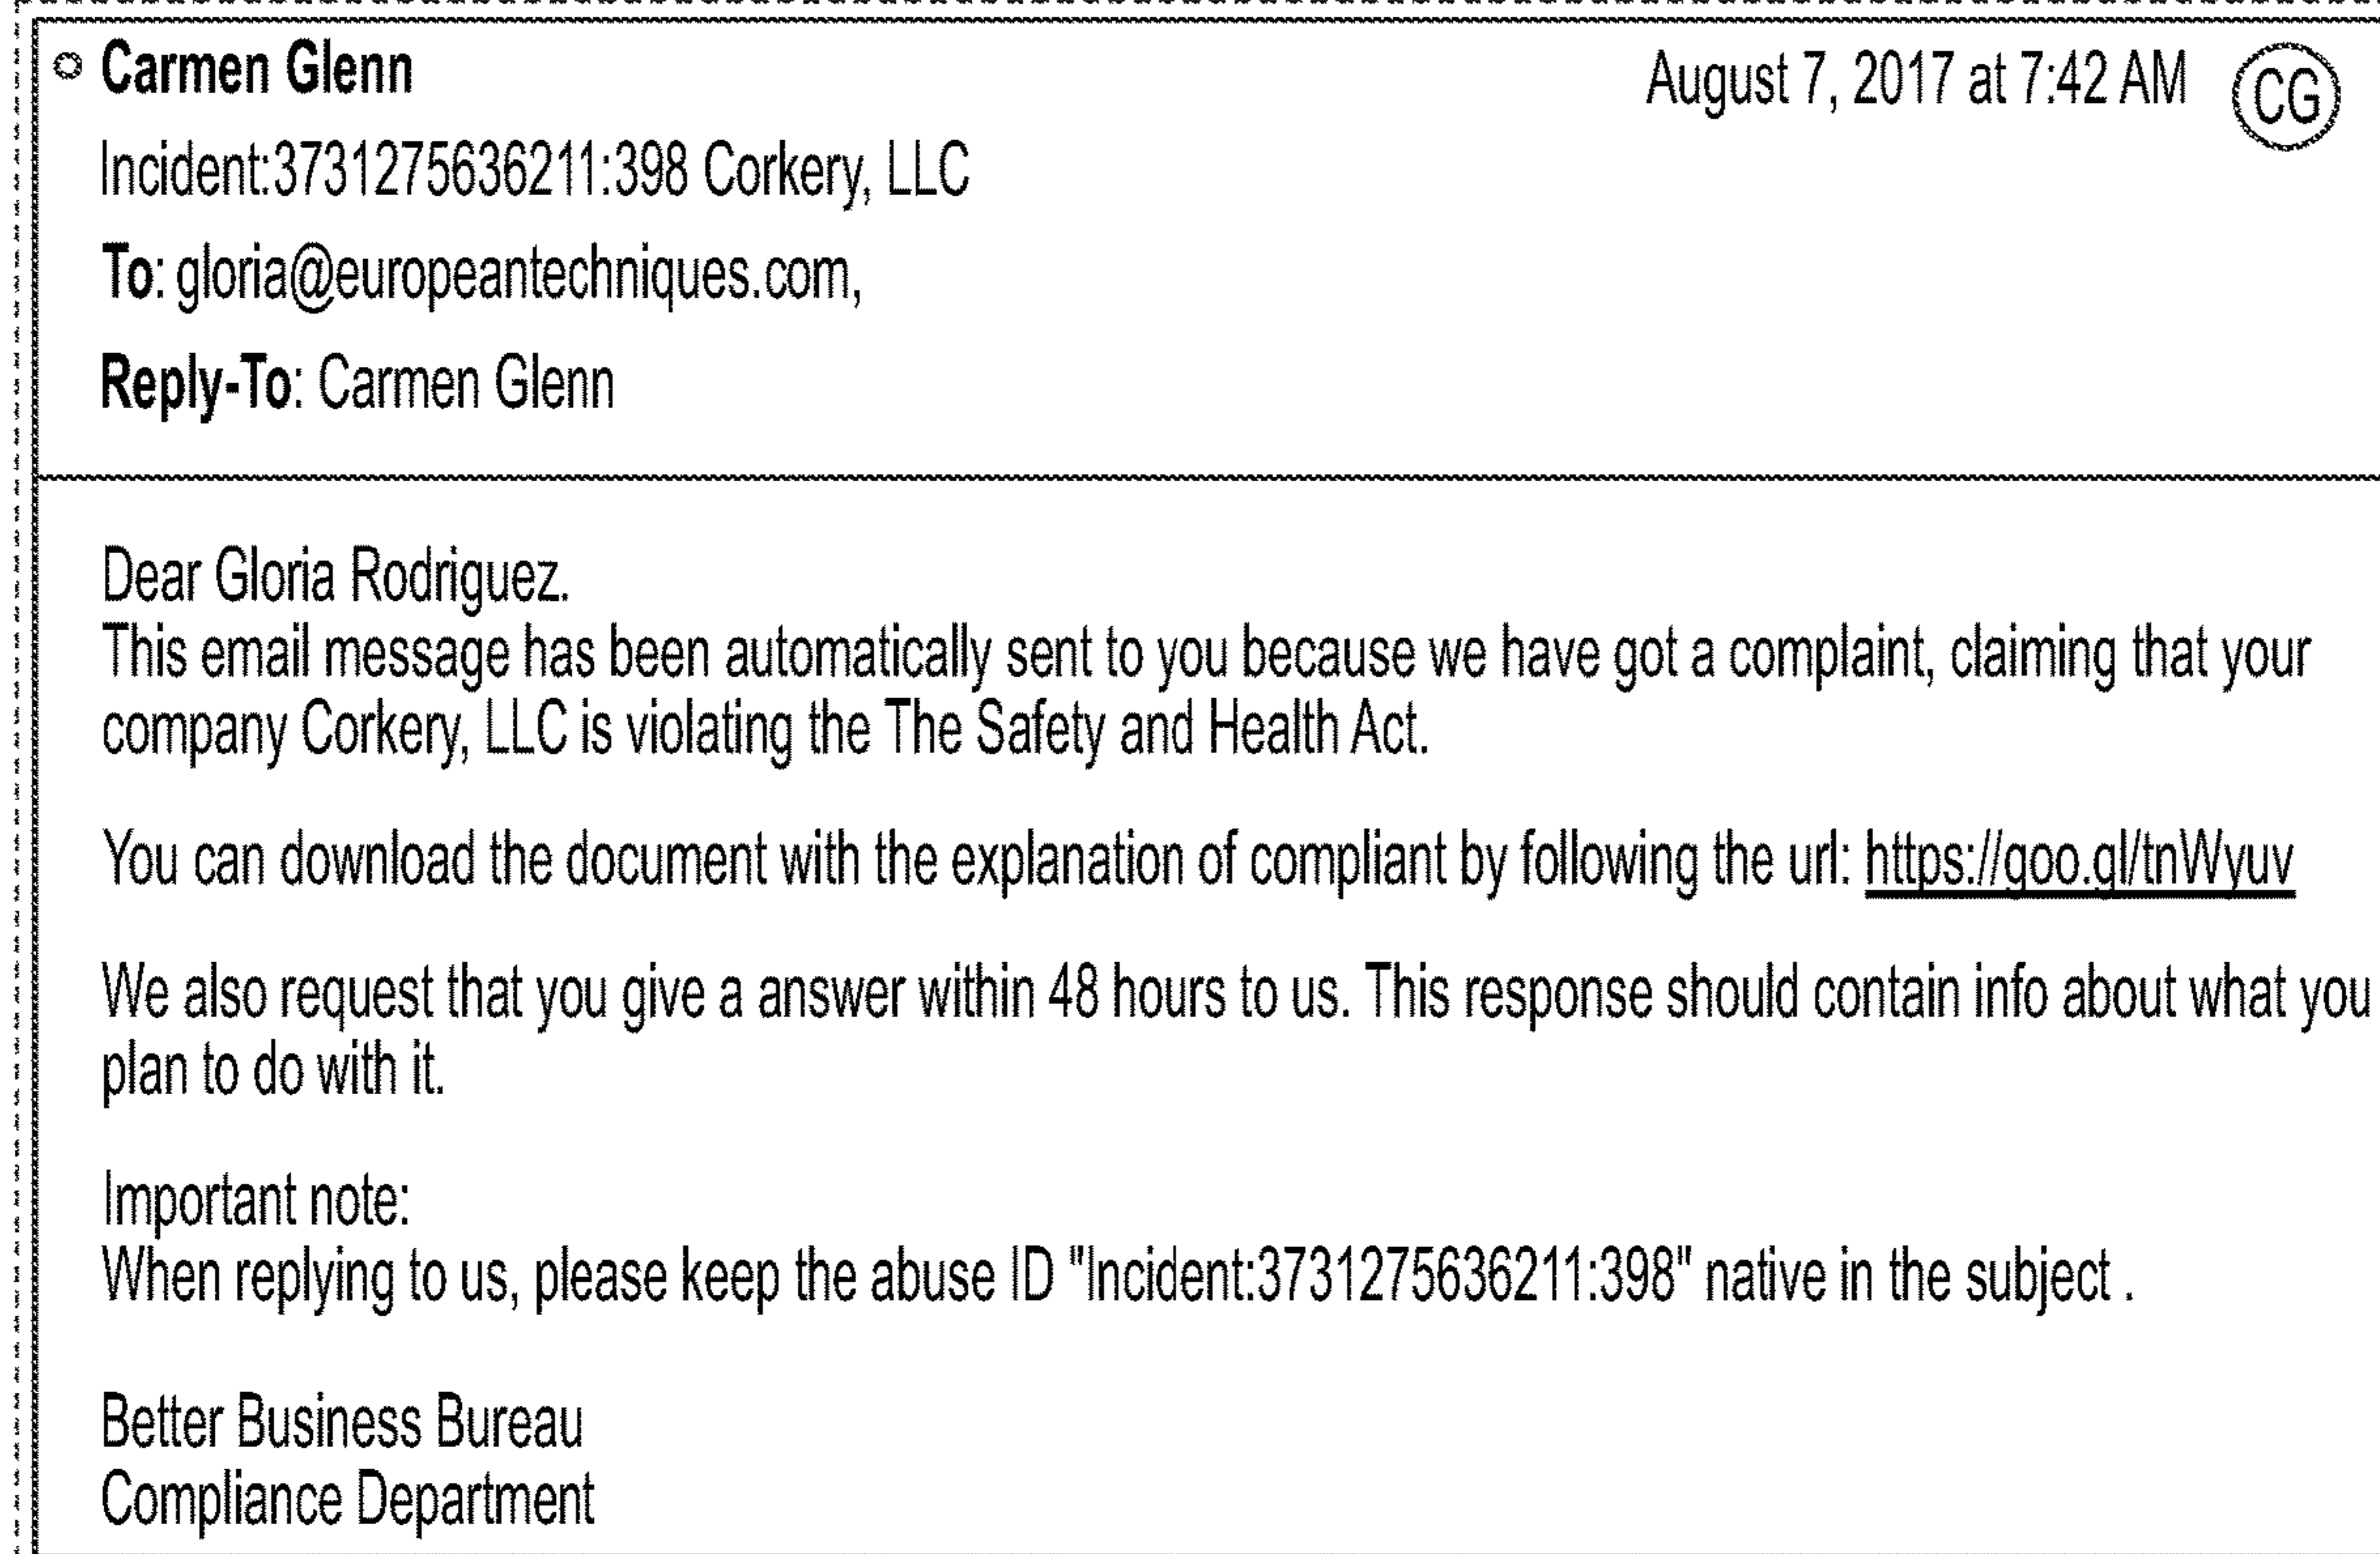 Carmen Glenn
August 7, 2017 at 7:42 AM
CG
Incident:3731275636211:398 Corkery, LLC
To: gloria@europeantechniques.com,
Reply-To: Carmen Glenn
Dear Gloria Rodriguez.
This email message has been automatically sent to you because we have got a complaint, claiming that your
company Corkery, LLC is violating the The Safety and Health Act.
You can download the document with the explanation of compliant by following the url: https://goo.gl/tnWyuv
We also request that you give a answer within 48 hours to us. This response should contain info about what you
plan to do with it.
Important note:
When replying to us, please keep the abuse ID "Incident:3731275636211:398" native in the subject .
Better Business Bureau
Compliance Department